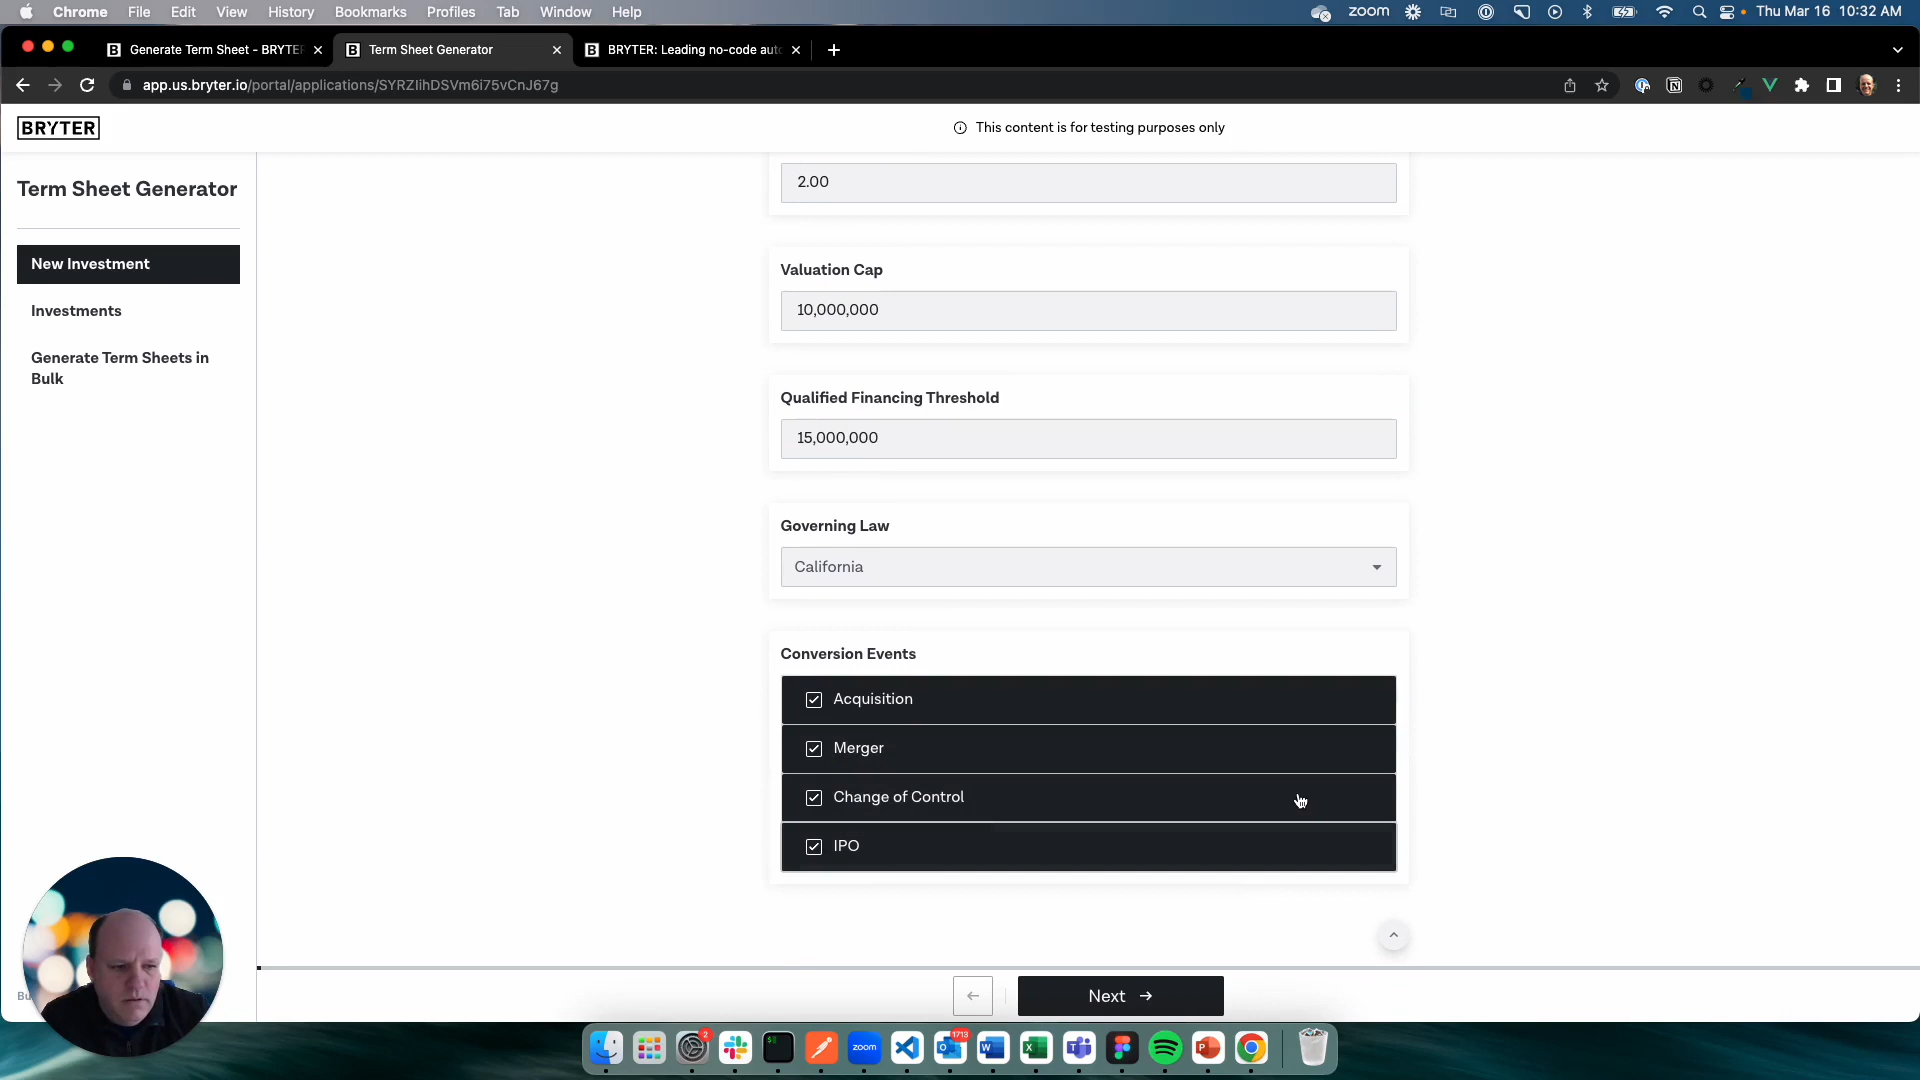 Chrome File Edit View History Bookmarks Profiles Tab Window Help zoom Thu Mar 16 10:32 AM
Generate Term Sheet - BRYTE Term Sheet Generator BRYTER: Leading no-code aut
app.us.bryter.io/portal/applications/SYRZIihDSVm6i75vCnJ67g
BRYTER
This content is for testing purposes only
Term Sheet Generator
New Investment
Investments
Generate Term Sheets in
Bulk
2.00
Valuation Cap
10,000,000
Qualified Financing Threshold
15,000,000
Governing Law
California
Conversion Events
Acquisition
Merger
Change of Control
IPO
Next
2
1713
zoom